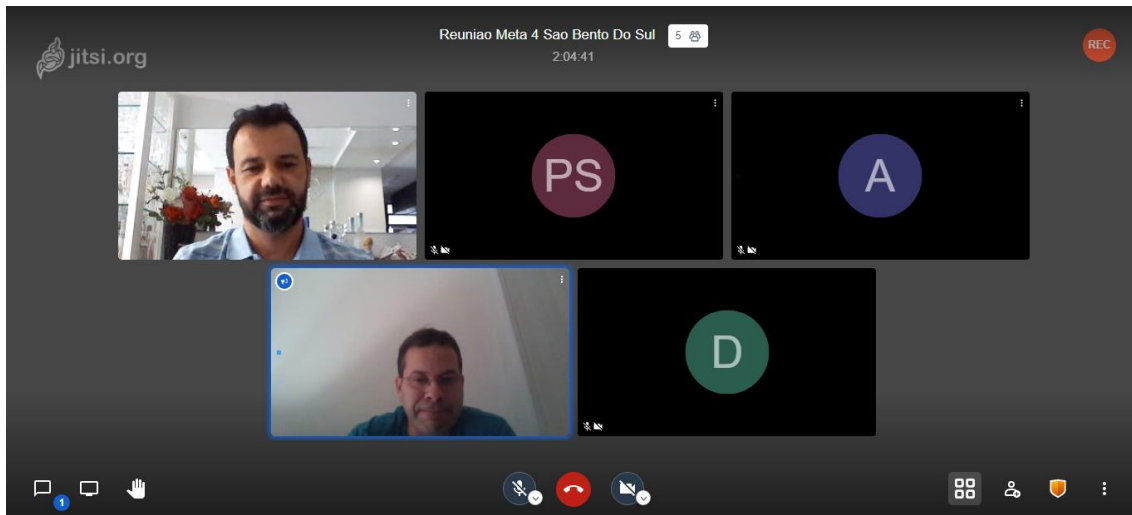 jitsi.org
Reuniao Meta 4 Sao Bento Do Sul 5
2:04:41
REC
PS
A
D
1